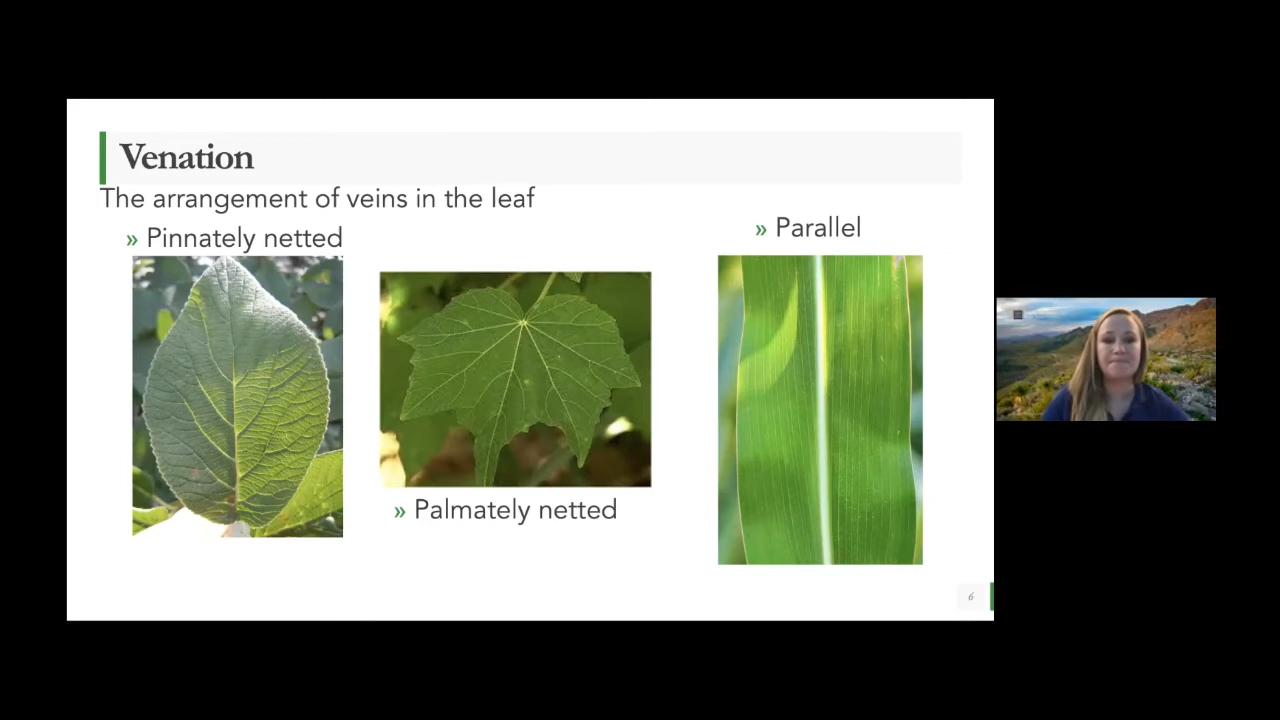 Venation
The arrangement of veins in the leaf
» Pinnately netted
» Palmately netted
» Parallel
6